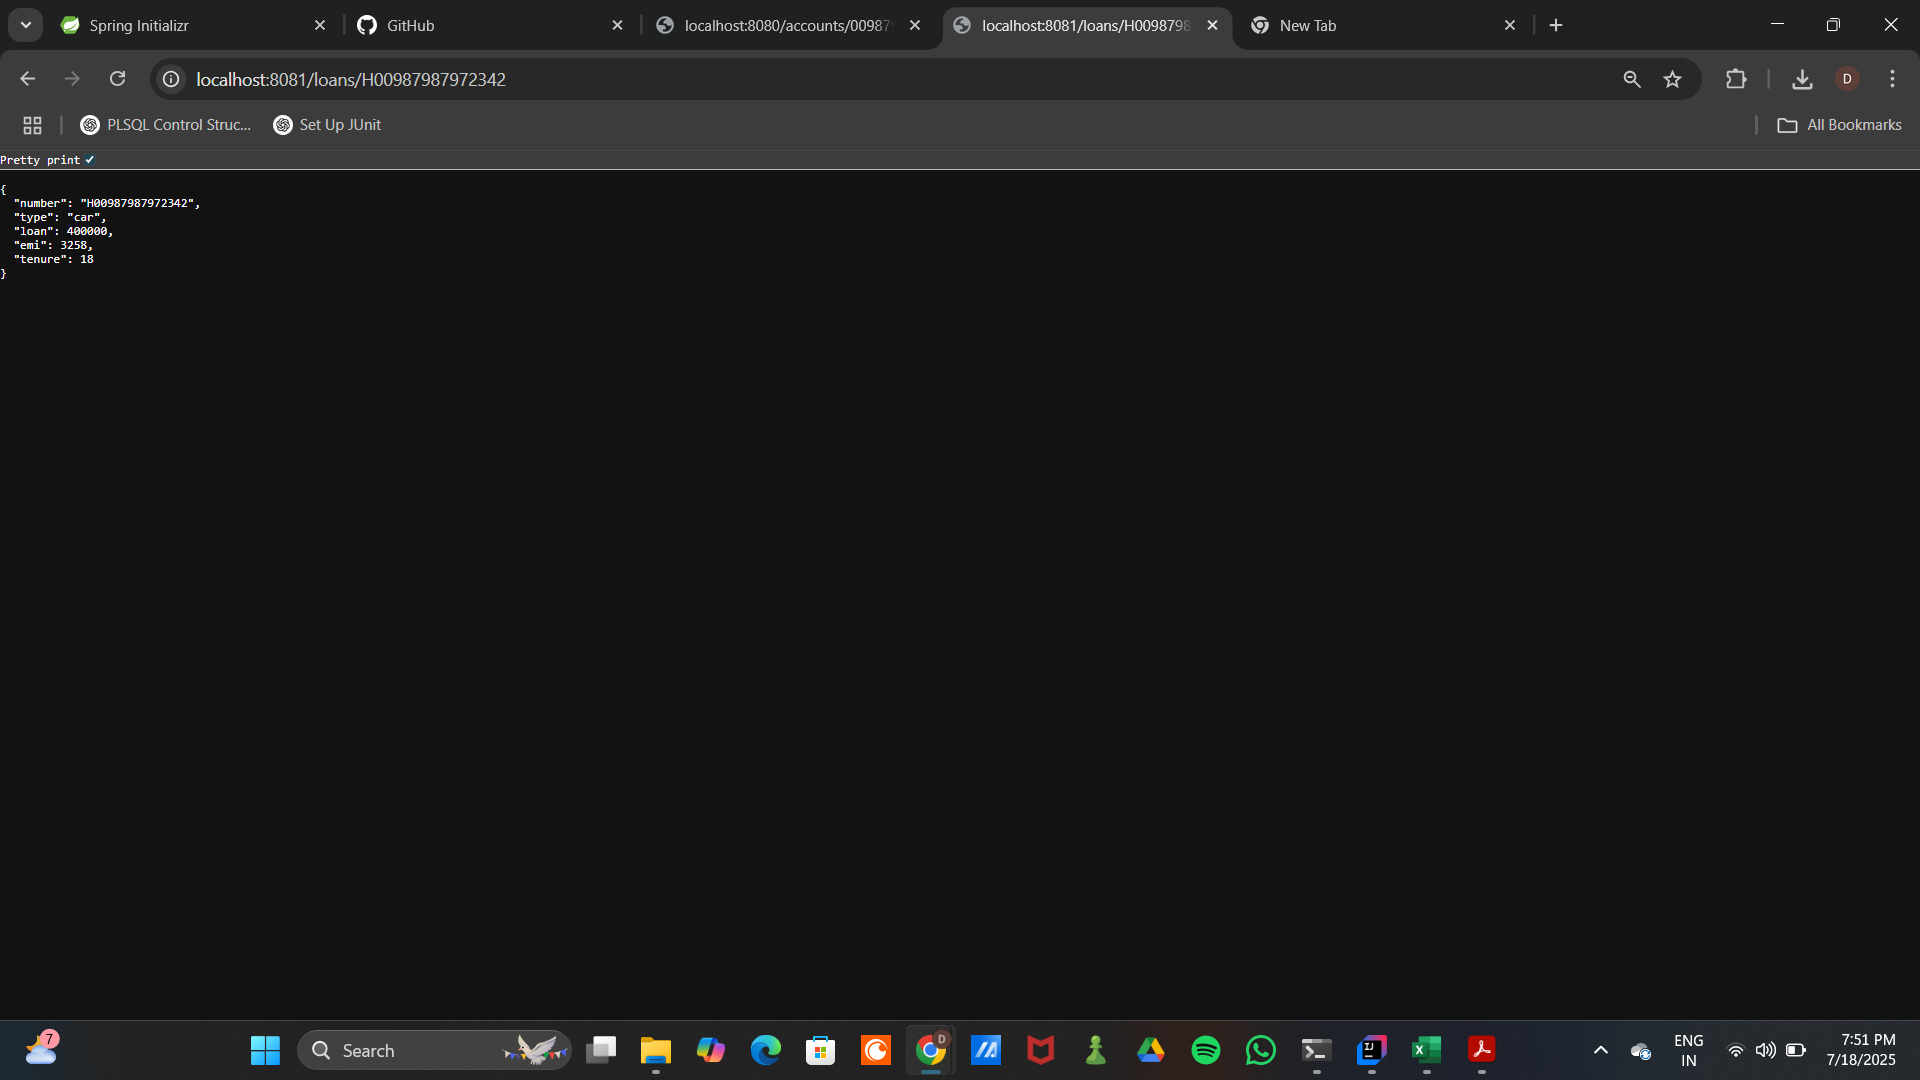 Spring Initializr
GitHub
localhost:8080/accounts/00987
localhost:8081/loans/H0098798
New Tab
localhost:8081/loans/H00987987972342
D
PLSQL Control Struc...
Set Up JUnit
All Bookmarks
Pretty print
{
"number": "H00987987972342",
"type": "car",
"loan": 400000,
"emi": 3258,
"tenure": 18
}
7
Search
D
ENG
IN
7:51 PM
7/18/2025